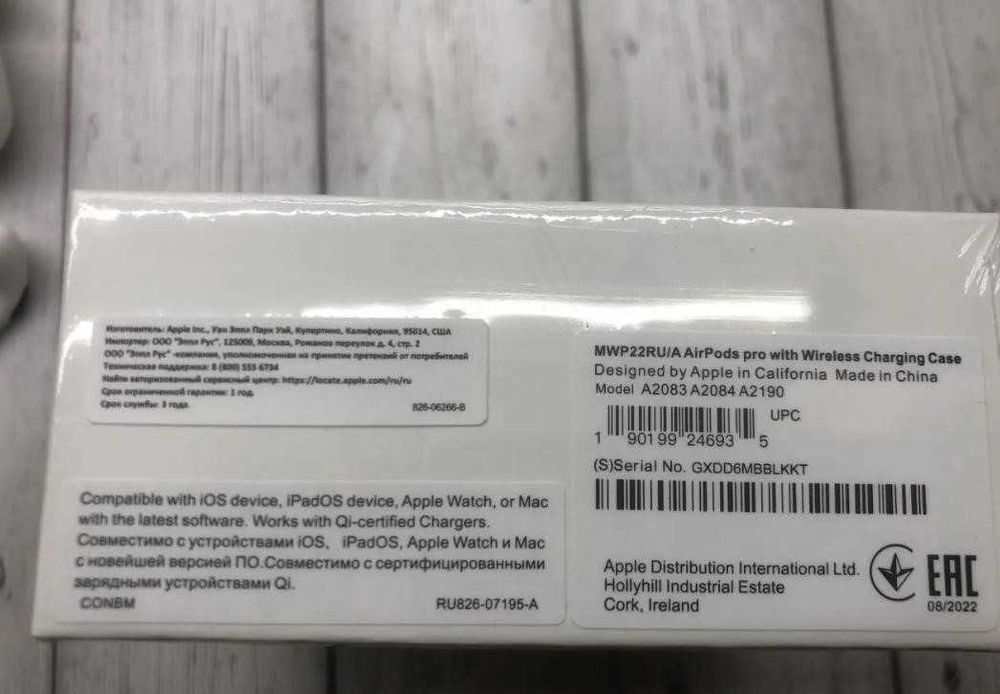 Изготовитель: Apple Inc., Уан Эппл Парк Уэй, Купертино, Калифорния, 95014, США
Импортер: ООО "Эппл Рус", 125009, Москва, Романов переулок д. 4, стр. 2
ООО "Эппл Рус" -компания, уполномоченная на принятие претензий от потребителей
Техническая поддержка: 8 (800) 555 6734
Найти авторизованный сервисный центр: https://locate.apple.com/ru/ru
Срок ограниченной гарантии: 1 год.
Срок службы: 3 года.
826-06266-B
Compatible with iOS device, iPadOS device, Apple Watch, or Mac
with the latest software. Works with Qi-certified Chargers.
Совместимо с устройствами iOS, iPadOS, Apple Watch и Mac
с новейшей версией ПО.Совместимо с сертифицированными
зарядными устройствами Qi.
CONBM
RU826-07195-A
MWP22RU/A AirPods pro with Wireless Charging Case
Designed by Apple in California Made in China
Model A2083 A2084 A2190
UPC
1 90199 24693 5
(S)Serial No. GXDD6MBBLKKT
Apple Distribution International Ltd.
Hollyhill Industrial Estate
Cork, Ireland
EAC
08/2022